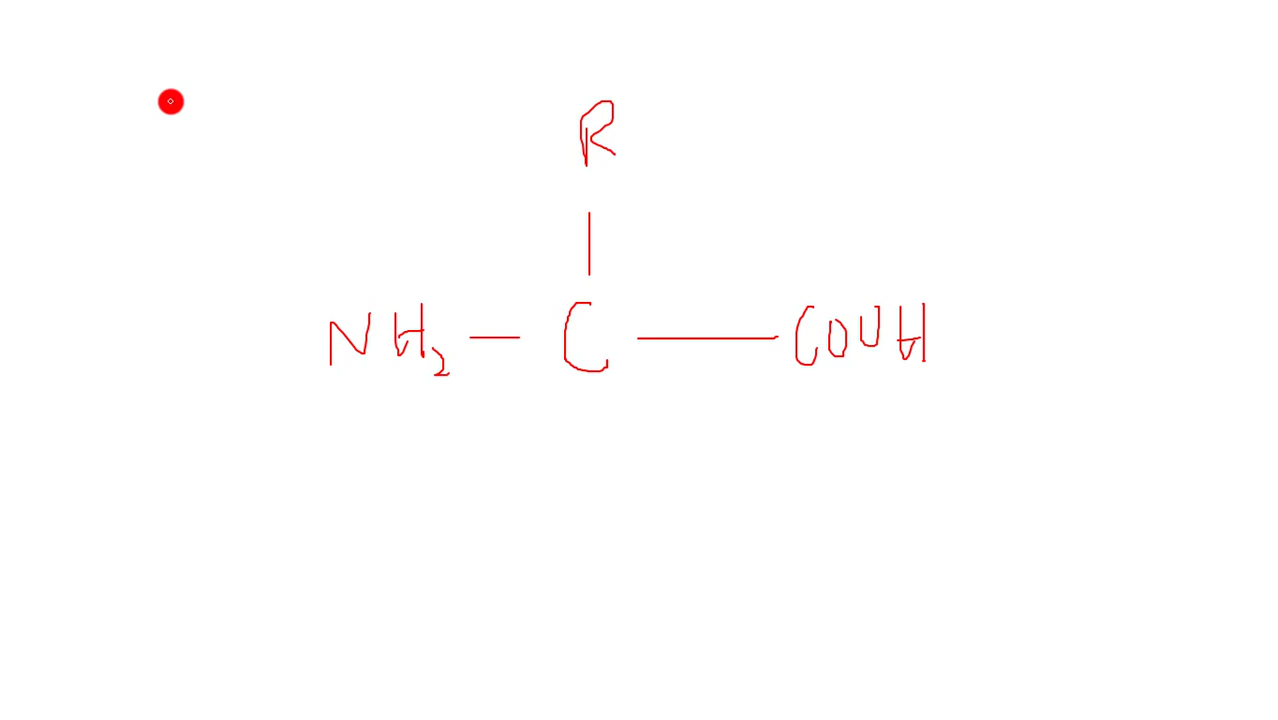 R
NH₂ — C — COOH